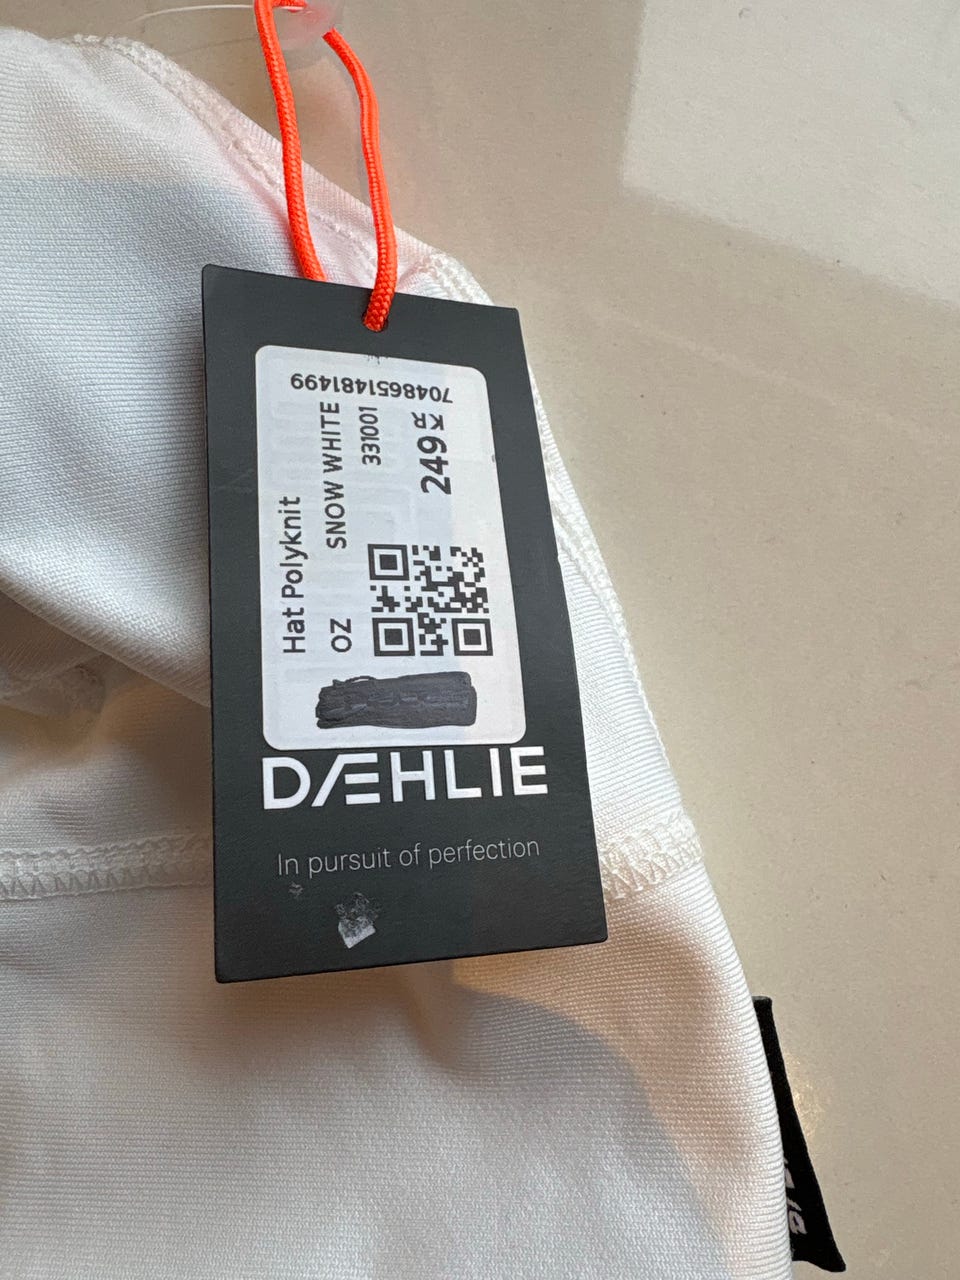 Hat Polyknit
OZ SNOW WHITE
331001
249 KR
7048651481499
DÆHLIE
In pursuit of perfection